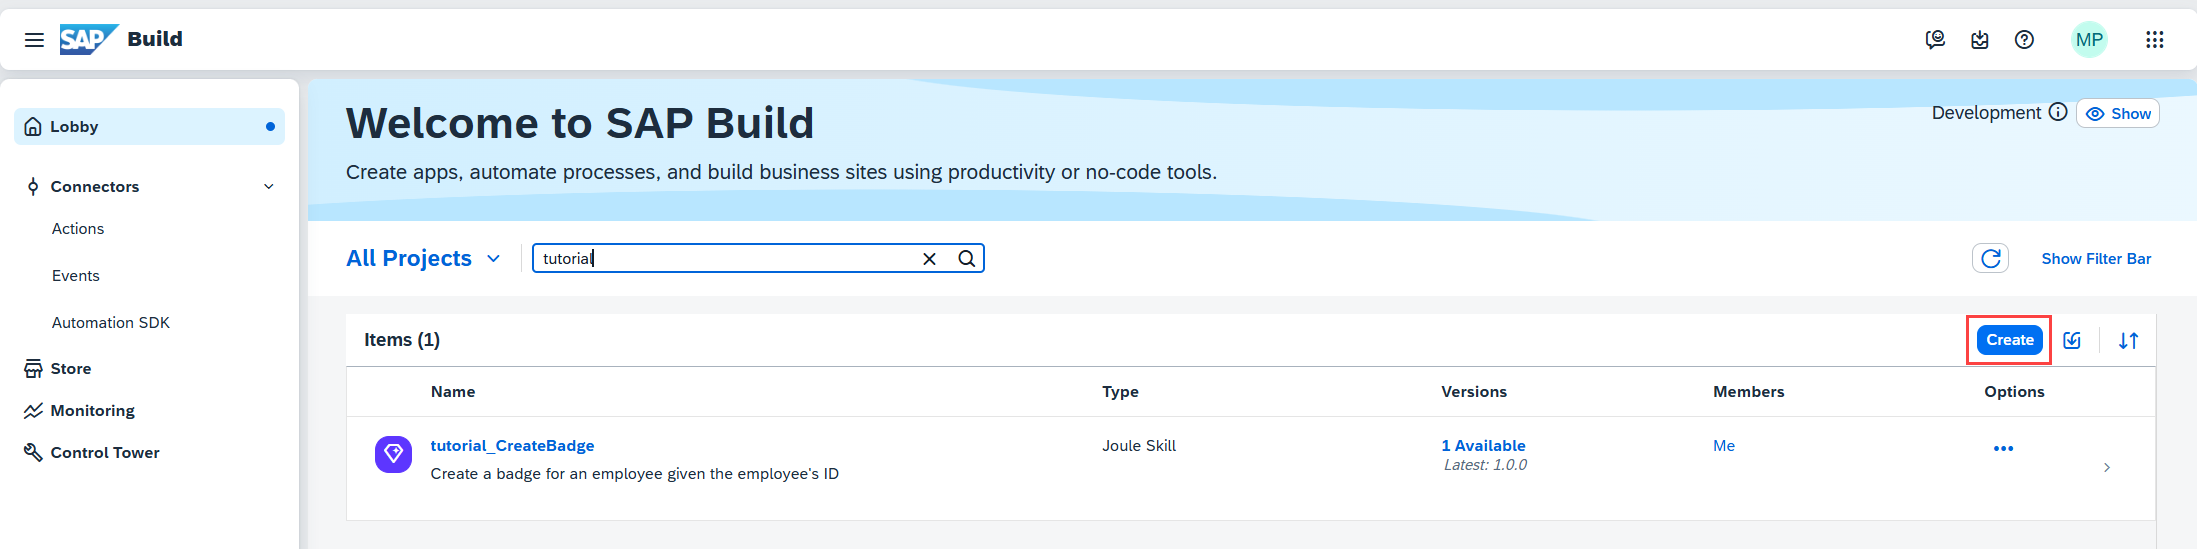 SAP Build
MP
Lobby
Connectors
Actions
Events
Automation SDK
Store
Monitoring
Control Tower
Welcome to SAP Build
Create apps, automate processes, and build business sites using productivity or no-code tools.
Development Show
All Projects tutorial Show Filter Bar
Items (1) Create
Name Type Versions Members Options
tutorial_CreateBadge Joule Skill 1 Available Me
Create a badge for an employee given the employee's ID Latest: 1.0.0